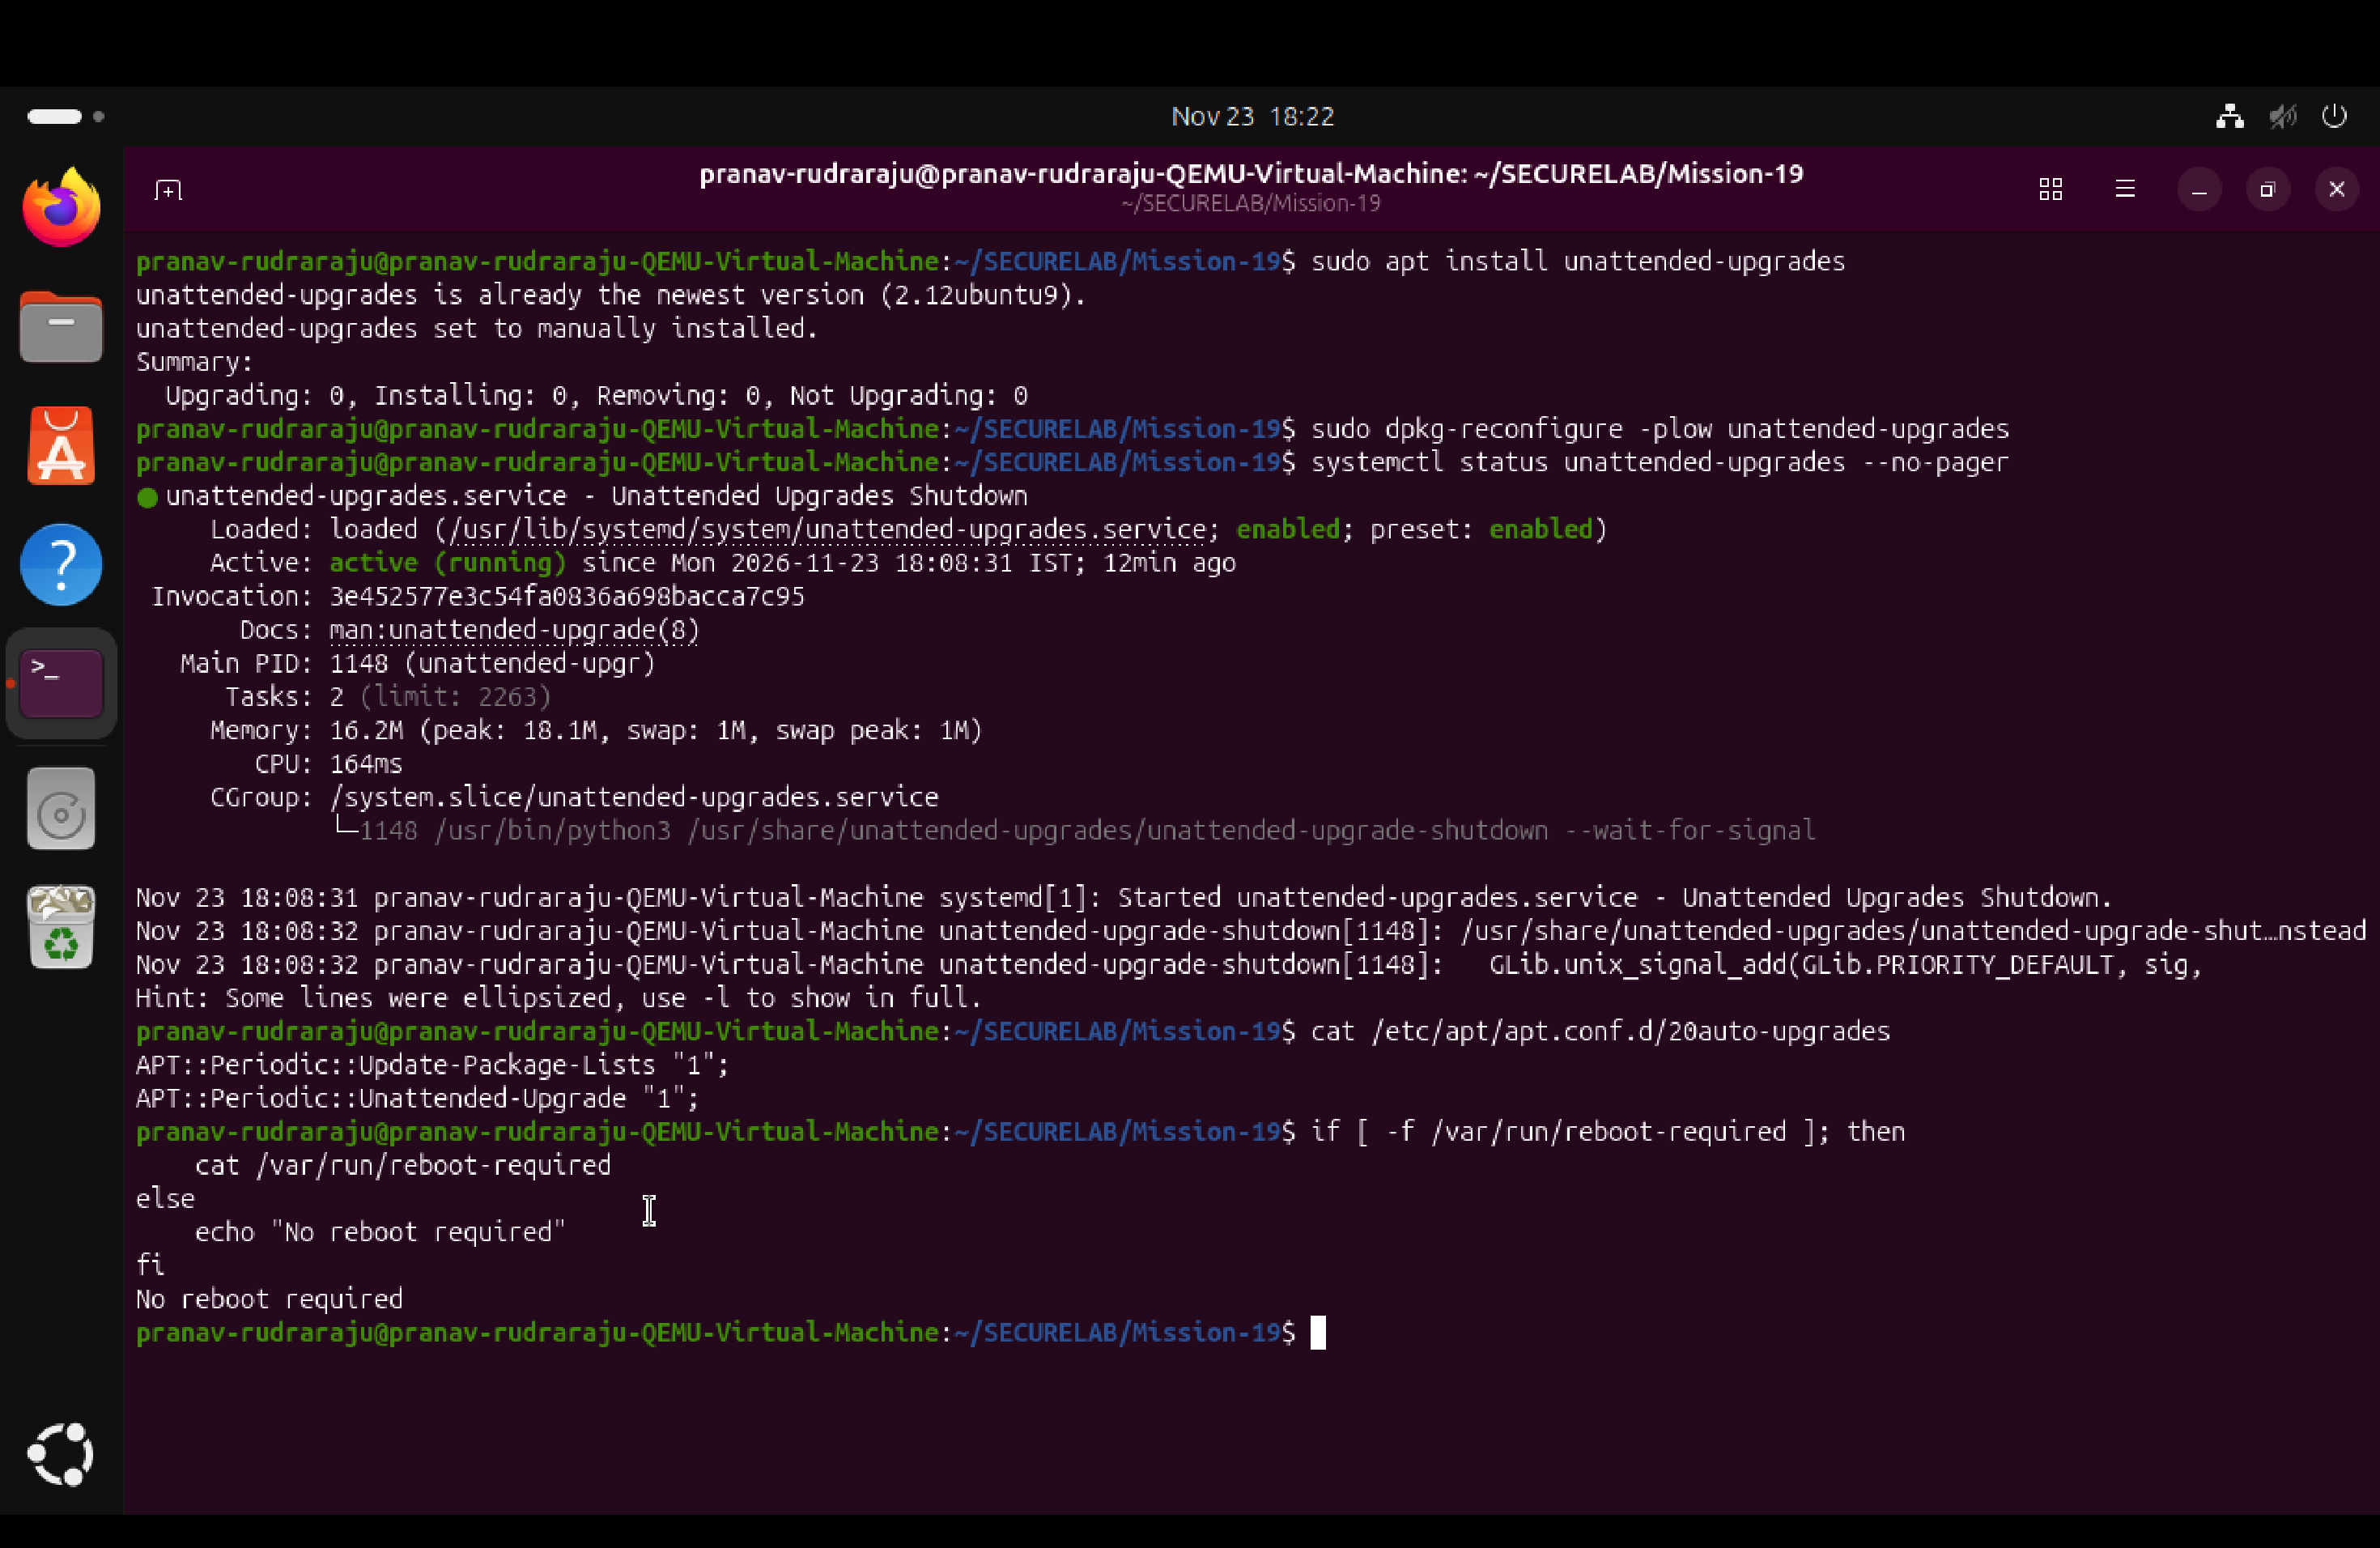 Nov 23 18:22
pranav-rudraraju@pranav-rudraraju-QEMU-Virtual-Machine: ~/SECURELAB/Mission-19
~/SECURELAB/Mission-19
pranav-rudraraju@pranav-rudraraju-QEMU-Virtual-Machine:~/SECURELAB/Mission-19$ sudo apt install unattended-upgrades
unattended-upgrades is already the newest version (2.12ubuntu9).
unattended-upgrades set to manually installed.
Summary:
  Upgrading: 0, Installing: 0, Removing: 0, Not Upgrading: 0
pranav-rudraraju@pranav-rudraraju-QEMU-Virtual-Machine:~/SECURELAB/Mission-19$ sudo dpkg-reconfigure -plow unattended-upgrades
pranav-rudraraju@pranav-rudraraju-QEMU-Virtual-Machine:~/SECURELAB/Mission-19$ systemctl status unattended-upgrades --no-pager
● unattended-upgrades.service - Unattended Upgrades Shutdown
     Loaded: loaded (/usr/lib/systemd/system/unattended-upgrades.service; enabled; preset: enabled)
     Active: active (running) since Mon 2026-11-23 18:08:31 IST; 12min ago
 Invocation: 3e452577e3c54fa0836a698bacca7c95
       Docs: man:unattended-upgrade(8)
   Main PID: 1148 (unattended-upgr)
      Tasks: 2 (limit: 2263)
     Memory: 16.2M (peak: 18.1M, swap: 1M, swap peak: 1M)
        CPU: 164ms
     CGroup: /system.slice/unattended-upgrades.service
             └─1148 /usr/bin/python3 /usr/share/unattended-upgrades/unattended-upgrade-shutdown --wait-for-signal
Nov 23 18:08:31 pranav-rudraraju-QEMU-Virtual-Machine systemd[1]: Started unattended-upgrades.service - Unattended Upgrades Shutdown.
Nov 23 18:08:32 pranav-rudraraju-QEMU-Virtual-Machine unattended-upgrade-shutdown[1148]: /usr/share/unattended-upgrades/unattended-upgrade-shut…nstead
Nov 23 18:08:32 pranav-rudraraju-QEMU-Virtual-Machine unattended-upgrade-shutdown[1148]:   GLib.unix_signal_add(GLib.PRIORITY_DEFAULT, sig,
Hint: Some lines were ellipsized, use -l to show in full.
pranav-rudraraju@pranav-rudraraju-QEMU-Virtual-Machine:~/SECURELAB/Mission-19$ cat /etc/apt/apt.conf.d/20auto-upgrades
APT::Periodic::Update-Package-Lists "1";
APT::Periodic::Unattended-Upgrade "1";
pranav-rudraraju@pranav-rudraraju-QEMU-Virtual-Machine:~/SECURELAB/Mission-19$ if [ -f /var/run/reboot-required ]; then
    cat /var/run/reboot-required
else
    echo "No reboot required"
fi
No reboot required
pranav-rudraraju@pranav-rudraraju-QEMU-Virtual-Machine:~/SECURELAB/Mission-19$